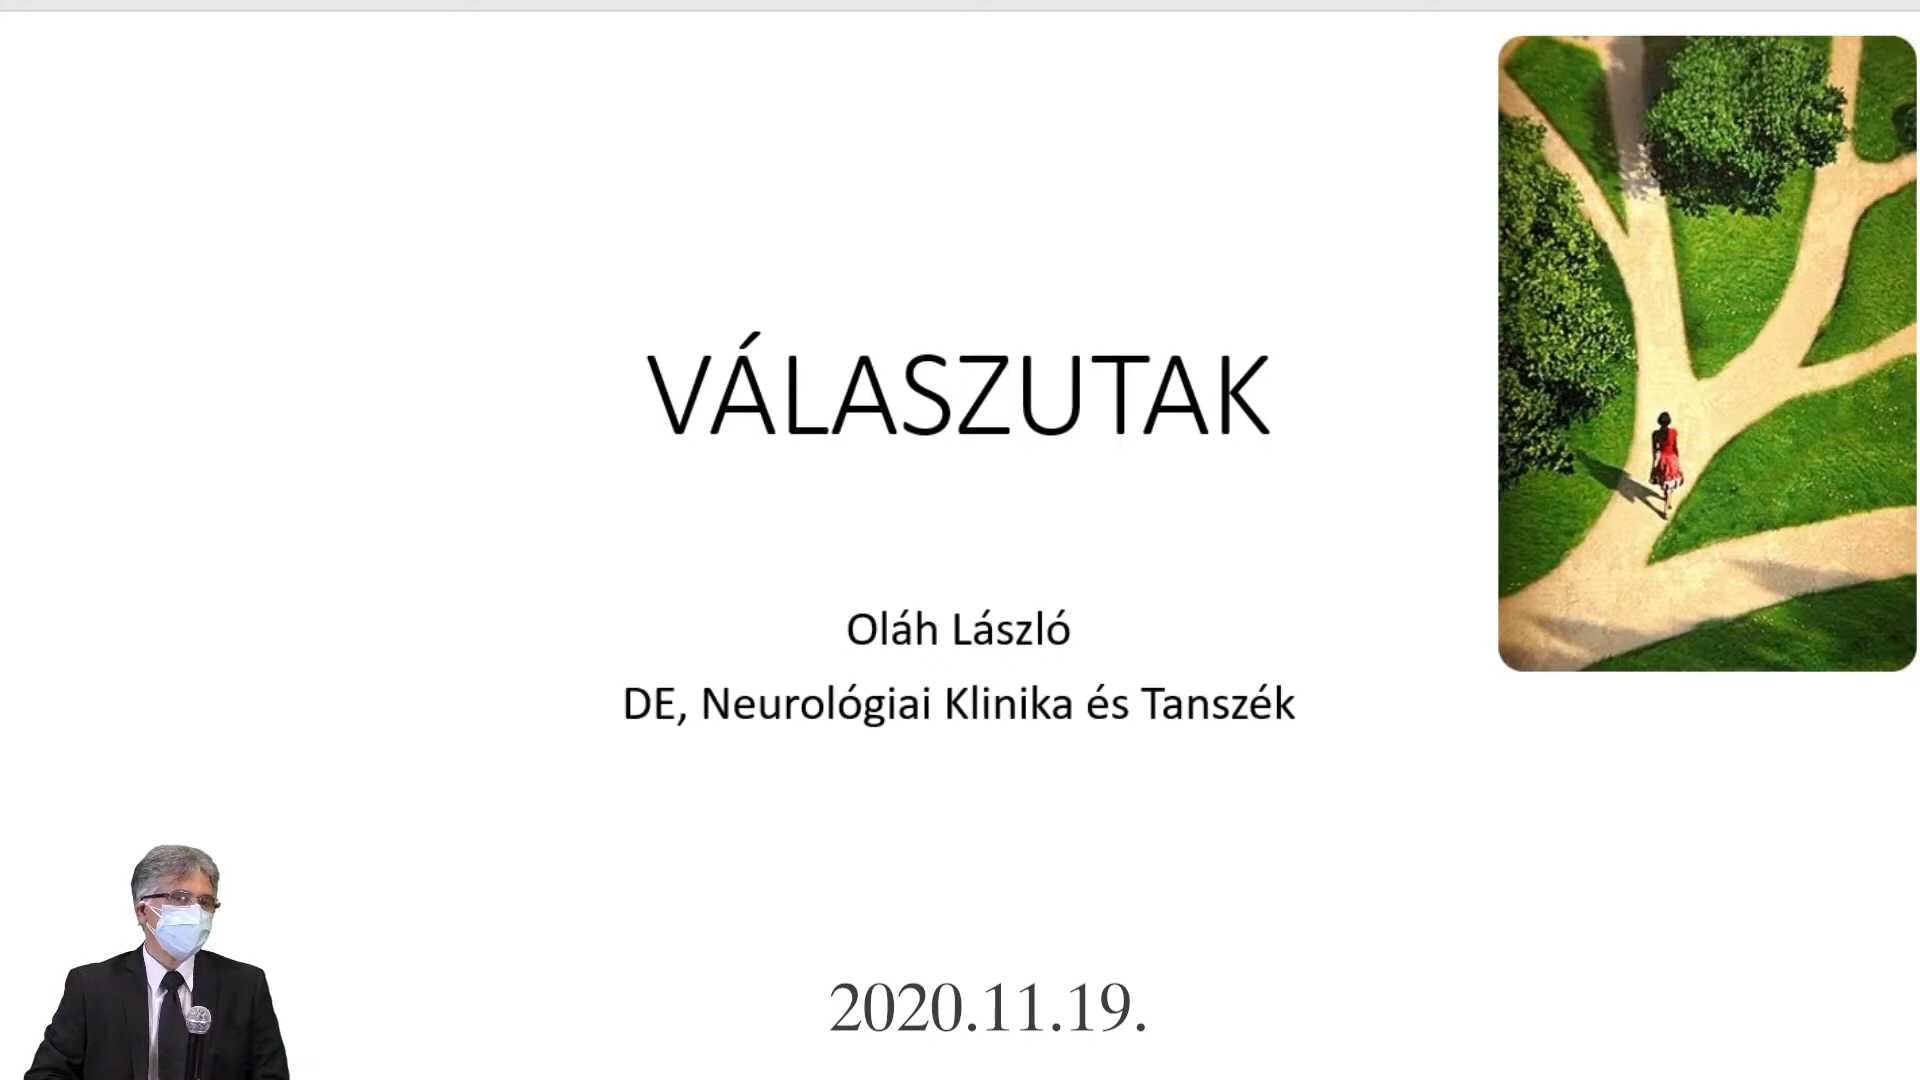 VÁLASZUTAK
Oláh László
DE, Neurológiai Klinika és Tanszék
2020.11.19.